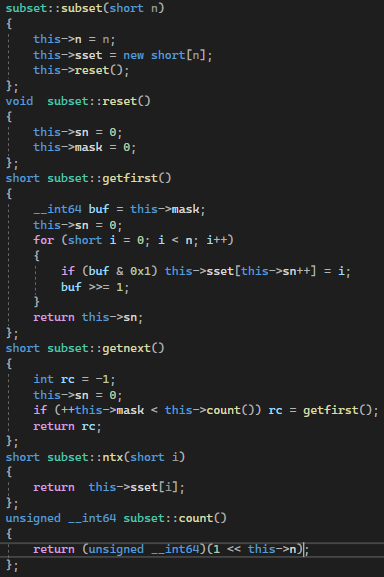 subset::subset(short n)
{
    this->n = n;
    this->sset = new short[n];
    this->reset();
};
void  subset::reset()
{
    this->sn = 0;
    this->mask = 0;
};
short subset::getfirst()
{
    __int64 buf = this->mask;
    this->sn = 0;
    for (short i = 0; i < n; i++)
    {
        if (buf & 0x1) this->sset[this->sn++] = i;
        buf >>= 1;
    }
    return this->sn;
};
short subset::getnext()
{
    int rc = -1;
    this->sn = 0;
    if (++this->mask < this->count()) rc = getfirst();
    return rc;
};
short subset::ntx(short i)
{
    return  this->sset[i];
};
unsigned __int64 subset::count()
{
    return (unsigned __int64)(1 << this->n);
};